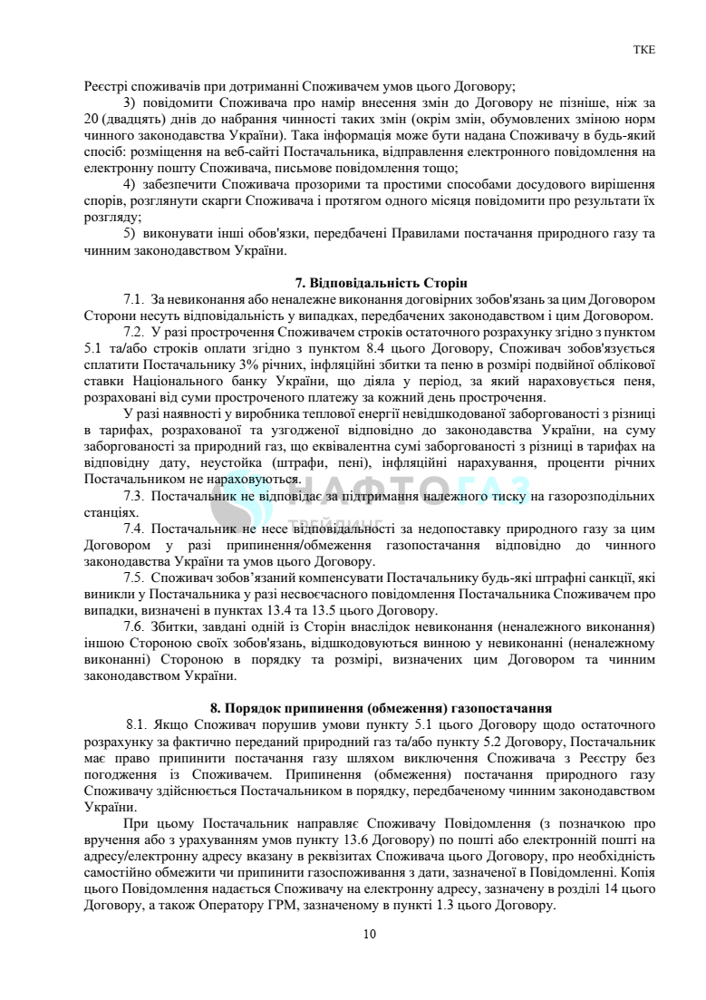 ТКЕ
Реєстрі споживачів при дотриманні Споживачем умов цього Договору;
3) повідомити Споживача про намір внесення змін до Договору не пізніше, ніж за
20 (двадцять) днів до набрання чинності таких змін (окрім змін, обумовлених зміною норм
чинного законодавства України). Така інформація може бути надана Споживачу в будь-який
спосіб: розміщення на веб-сайті Постачальника, відправлення електронного повідомлення на
електронну пошту Споживача, письмове повідомлення тощо;
4) забезпечити Споживача прозорими та простими способами досудового вирішення
спорів, розглянути скарги Споживача і протягом одного місяця повідомити про результати їх
розгляду;
5) виконувати інші обов'язки, передбачені Правилами постачання природного газу та
чинним законодавством України.
7. Відповідальність Сторін
7.1. За невиконання або неналежне виконання договірних зобов'язань за цим Договором
Сторони несуть відповідальність у випадках, передбачених законодавством і цим Договором.
7.2. У разі прострочення Споживачем строків остаточного розрахунку згідно з пунктом
5.1 та/або строків оплати згідно з пунктом 8.4 цього Договору, Споживач зобов'язується
сплатити Постачальнику 3% річних, інфляційні збитки та пеню в розмірі подвійної облікової
ставки Національного банку України, що діяла у період, за який нараховується пеня,
розраховані від суми простроченого платежу за кожний день прострочення.
У разі наявності у виробника теплової енергії невідшкодованої заборгованості з різниці
в тарифах, розрахованої та узгодженої відповідно до законодавства України, на суму
заборгованості за природний газ, що еквівалентна сумі заборгованості з різниці в тарифах на
відповідну дату, неустойка (штрафи, пені), інфляційні нарахування, проценти річних
Постачальником не нараховуються.
НАФТОГАЗ
7.3. Постачальник не відповідає за підтримання належного тиску на газорозподільних
станціях.
ТРЕЙДИНГ
7.4. Постачальник не несе відповідальності за недопоставку природного газу за цим
Договором у разі припинення/обмеження газопостачання відповідно до чинного
законодавства України та умов цього Договору.
7.5. Споживач зобов’язаний компенсувати Постачальнику будь-які штрафні санкції, які
виникли у Постачальника у разі несвоєчасного повідомлення Постачальника Споживачем про
випадки, визначені в пунктах 13.4 та 13.5 цього Договору.
7.6. Збитки, завдані одній із Сторін внаслідок невиконання (неналежного виконання)
іншою Стороною своїх зобов'язань, відшкодовуються винною у невиконанні (неналежному
виконанні) Стороною в порядку та розмірі, визначених цим Договором та чинним
законодавством України.
8. Порядок припинення (обмеження) газопостачання
8.1. Якщо Споживач порушив умови пункту 5.1 цього Договору щодо остаточного
розрахунку за фактично переданий природний газ та/або пункту 5.2 Договору, Постачальник
має право припинити постачання газу шляхом виключення Споживача з Реєстру без
погодження із Споживачем. Припинення (обмеження) постачання природного газу
Споживачу здійснюється Постачальником в порядку, передбаченому чинним законодавством
України.
При цьому Постачальник направляє Споживачу Повідомлення (з позначкою про
вручення або з урахуванням умов пункту 13.6 Договору) по пошті або електронній пошті на
адресу/електронну адресу вказану в реквізитах Споживача цього Договору, про необхідність
самостійно обмежити чи припинити газоспоживання з дати, зазначеної в Повідомленні. Копія
цього Повідомлення надається Споживачу на електронну адресу, зазначену в розділі 14 цього
Договору, а також Оператору ГРМ, зазначеному в пункті 1.3 цього Договору.
10